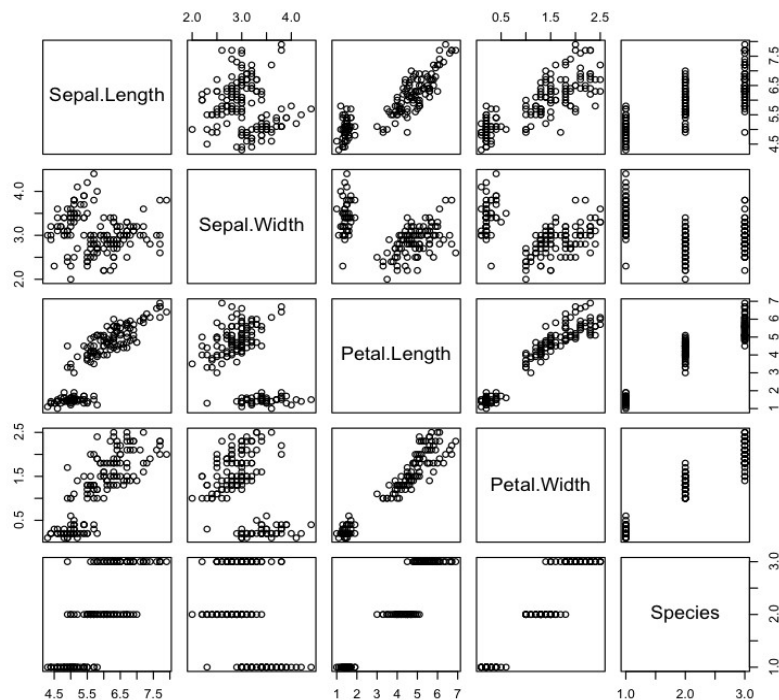 2.0 3.0 4.0
0.5 1.5 2.5
Sepal.Length
4.5 5.5 6.5 7.5
2.0 3.0 4.0
Sepal.Width
Petal.Length
1 2 3 4 5 6 7
0.5 1.5 2.5
Petal.Width
Species
1.0 2.0 3.0
4.5 5.5 6.5 7.5
1 2 3 4 5 6 7
1.0 2.0 3.0